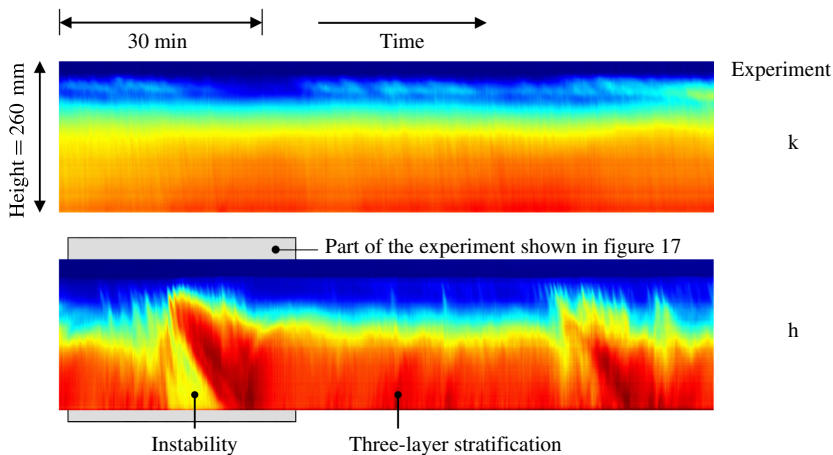 30 min
Time
Height = 260 mm
Experiment
k
Part of the experiment shown in figure 17
h
Instability
Three-layer stratification